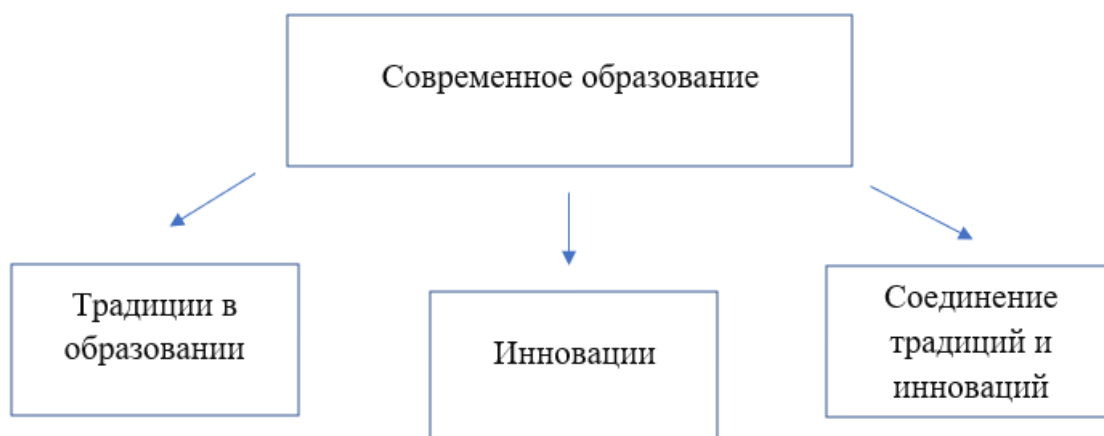 Современное образование
Традиции в
образовании
Инновации
Соединение
традиций и
инноваций